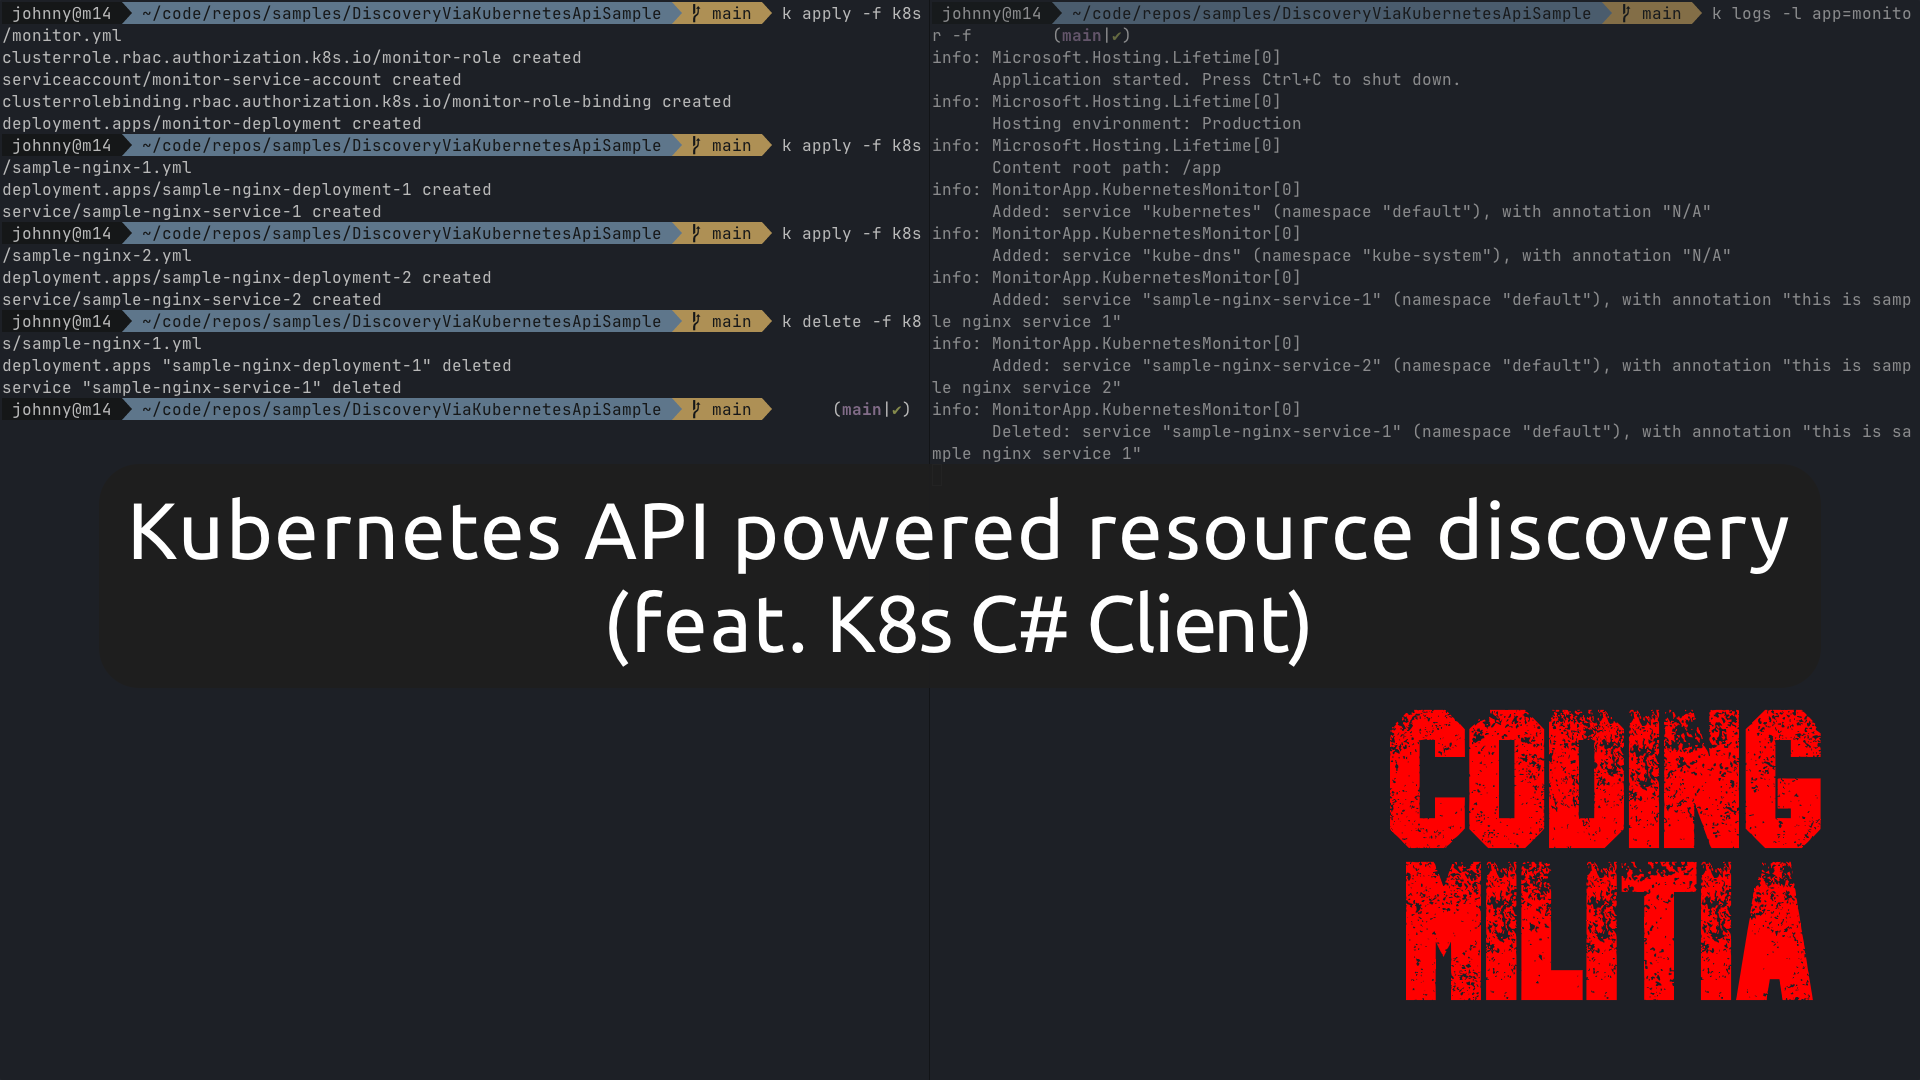 johnny@m14 ~/code/repos/samples/DiscoveryViaKubernetesApiSample main k apply -f k8s
/monitor.yml
clusterrole.rbac.authorization.k8s.io/monitor-role created
serviceaccount/monitor-service-account created
clusterrolebinding.rbac.authorization.k8s.io/monitor-role-binding created
deployment.apps/monitor-deployment created
johnny@m14 ~/code/repos/samples/DiscoveryViaKubernetesApiSample main k apply -f k8s
/sample-nginx-1.yml
deployment.apps/sample-nginx-deployment-1 created
service/sample-nginx-service-1 created
johnny@m14 ~/code/repos/samples/DiscoveryViaKubernetesApiSample main k apply -f k8s
/sample-nginx-2.yml
deployment.apps/sample-nginx-deployment-2 created
service/sample-nginx-service-2 created
johnny@m14 ~/code/repos/samples/DiscoveryViaKubernetesApiSample main k delete -f k8
s/sample-nginx-1.yml
deployment.apps "sample-nginx-deployment-1" deleted
service "sample-nginx-service-1" deleted
johnny@m14 ~/code/repos/samples/DiscoveryViaKubernetesApiSample main (main|✔)
johnny@m14 ~/code/repos/samples/DiscoveryViaKubernetesApiSample main k logs -l app=monito
r -f (main|✔)
info: Microsoft.Hosting.Lifetime[0]
Application started. Press Ctrl+C to shut down.
info: Microsoft.Hosting.Lifetime[0]
Hosting environment: Production
info: Microsoft.Hosting.Lifetime[0]
Content root path: /app
info: MonitorApp.KubernetesMonitor[0]
Added: service "kubernetes" (namespace "default"), with annotation "N/A"
info: MonitorApp.KubernetesMonitor[0]
Added: service "kube-dns" (namespace "kube-system"), with annotation "N/A"
info: MonitorApp.KubernetesMonitor[0]
Added: service "sample-nginx-service-1" (namespace "default"), with annotation "this is samp
le nginx service 1"
info: MonitorApp.KubernetesMonitor[0]
Added: service "sample-nginx-service-2" (namespace "default"), with annotation "this is samp
le nginx service 2"
info: MonitorApp.KubernetesMonitor[0]
Deleted: service "sample-nginx-service-1" (namespace "default"), with annotation "this is sa
mple nginx service 1"
Kubernetes API powered resource discovery
(feat. K8s C# Client)
CODING
MILITIA